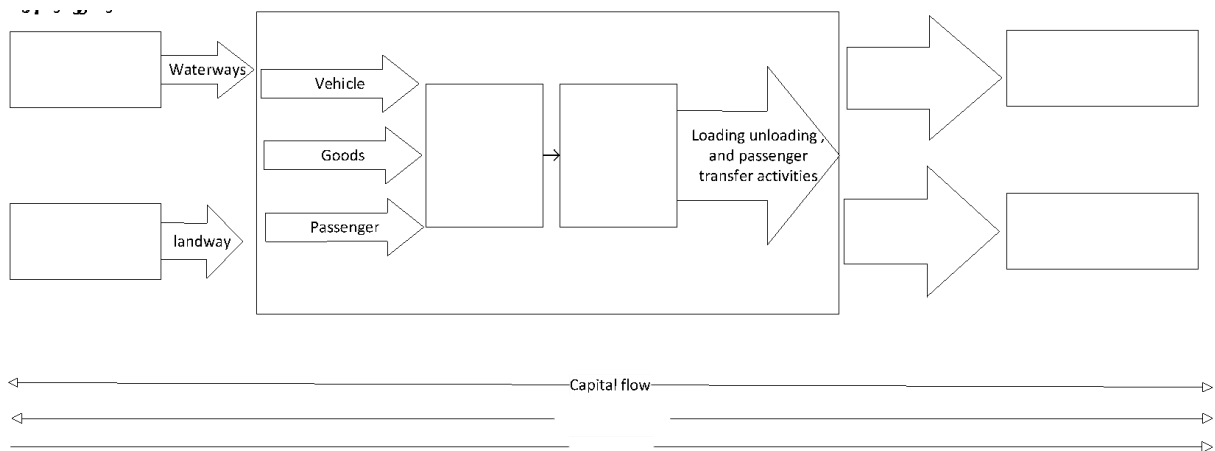 Waterways
Vehicle
Goods
Passenger
landway
Loading unloading ,
and passenger
transfer activities
Capital flow